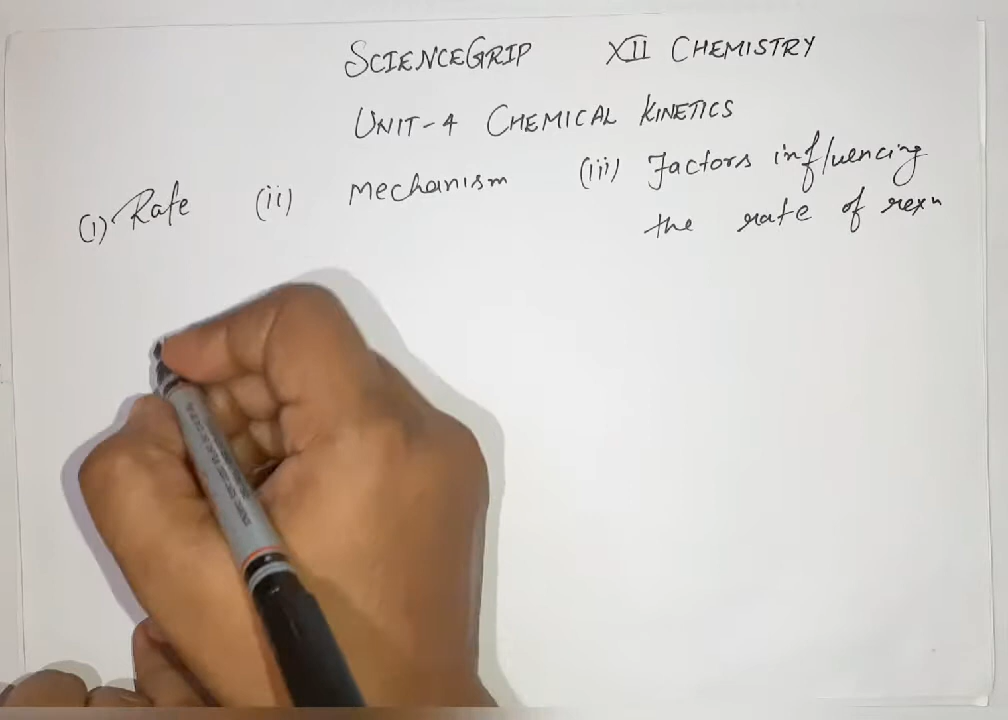 SCIENCEGRIP XII CHEMISTRY
UNIT-4 CHEMICAL KINETICS
(i) Rate (ii) Mechanism (iii) Factors influencing
the rate of rexn